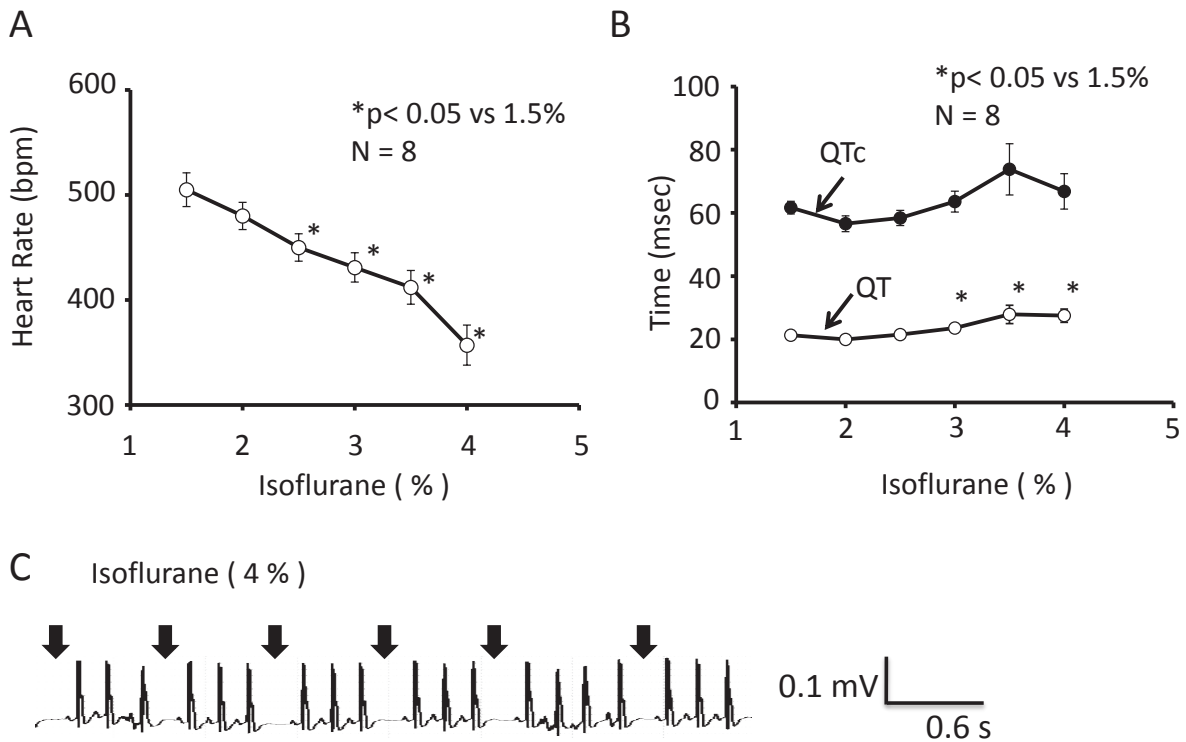 A
600
500
400
300
Heart Rate (bpm)
*p< 0.05 vs 1.5%
N = 8
*
*
*
*
1 2 3 4 5
Isoflurane ( % )
B
100
80
60
40
20
0
Time (msec)
*p< 0.05 vs 1.5%
N = 8
QTc
QT
* * *
1 2 3 4 5
Isoflurane ( % )
C
Isoflurane ( 4 % )
0.1 mV
0.6 s